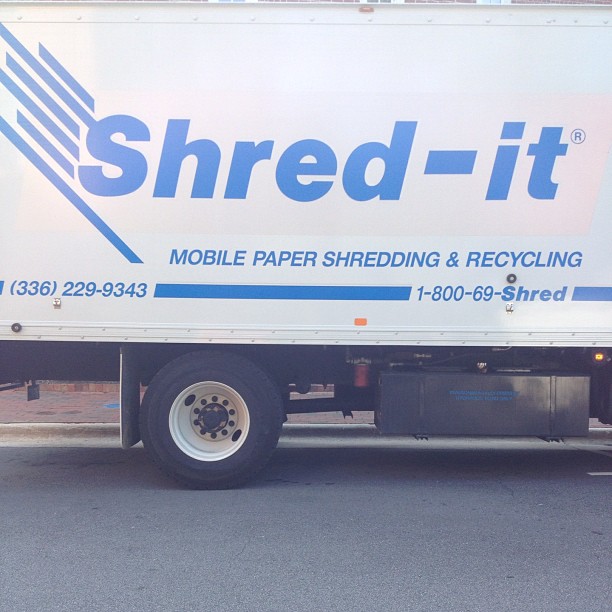 Shred-it®
MOBILE PAPER SHREDDING & RECYCLING
(336) 229-9343
1-800-69-Shred